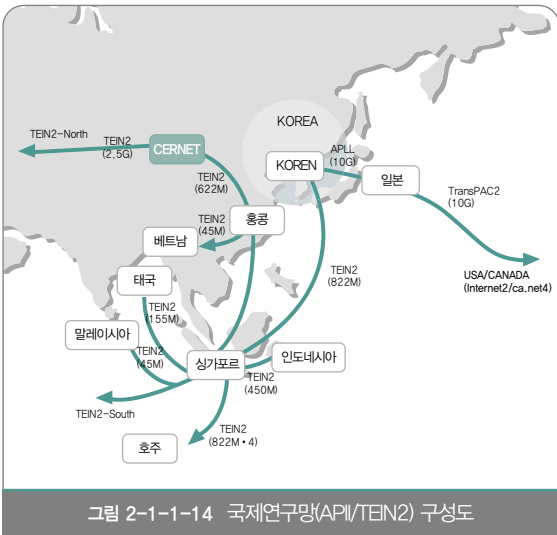 KOREA
TEIN2-North
TEIN2
(2.5G)
CERNET
APLL
(10G)
KOREN
일본
TEIN2
(622M)
TransPAC2
(10G)
TEIN2
(45M)
홍콩
베트남
USA/CANADA
(Internet2/ca.net4)
태국
TEIN2
(822M)
TEIN2
(155M)
말레이시아
TEIN2
(45M)
싱가포르
인도네시아
TEIN2
(450M)
TEIN2-South
TEIN2
(822M·4)
호주
그림 2-1-1-14 국제연구망(APII/TEIN2) 구성도